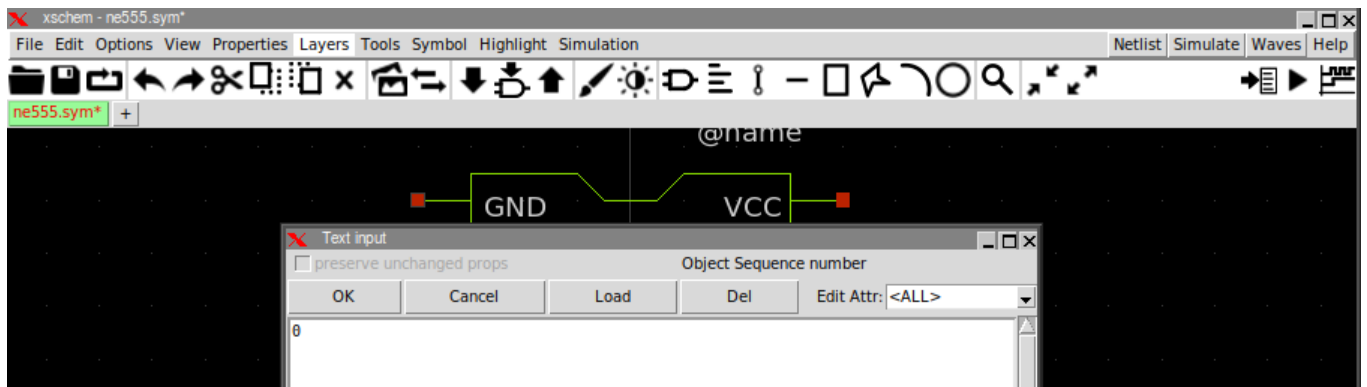 xschem - ne555.sym*
File Edit Options View Properties Layers Tools Symbol Highlight Simulation Netlist Simulate Waves Help
ne555.sym* +
@name
GND VCC
Text input
preserve unchanged props Object Sequence number
OK Cancel Load Del Edit Attr: <ALL>
0